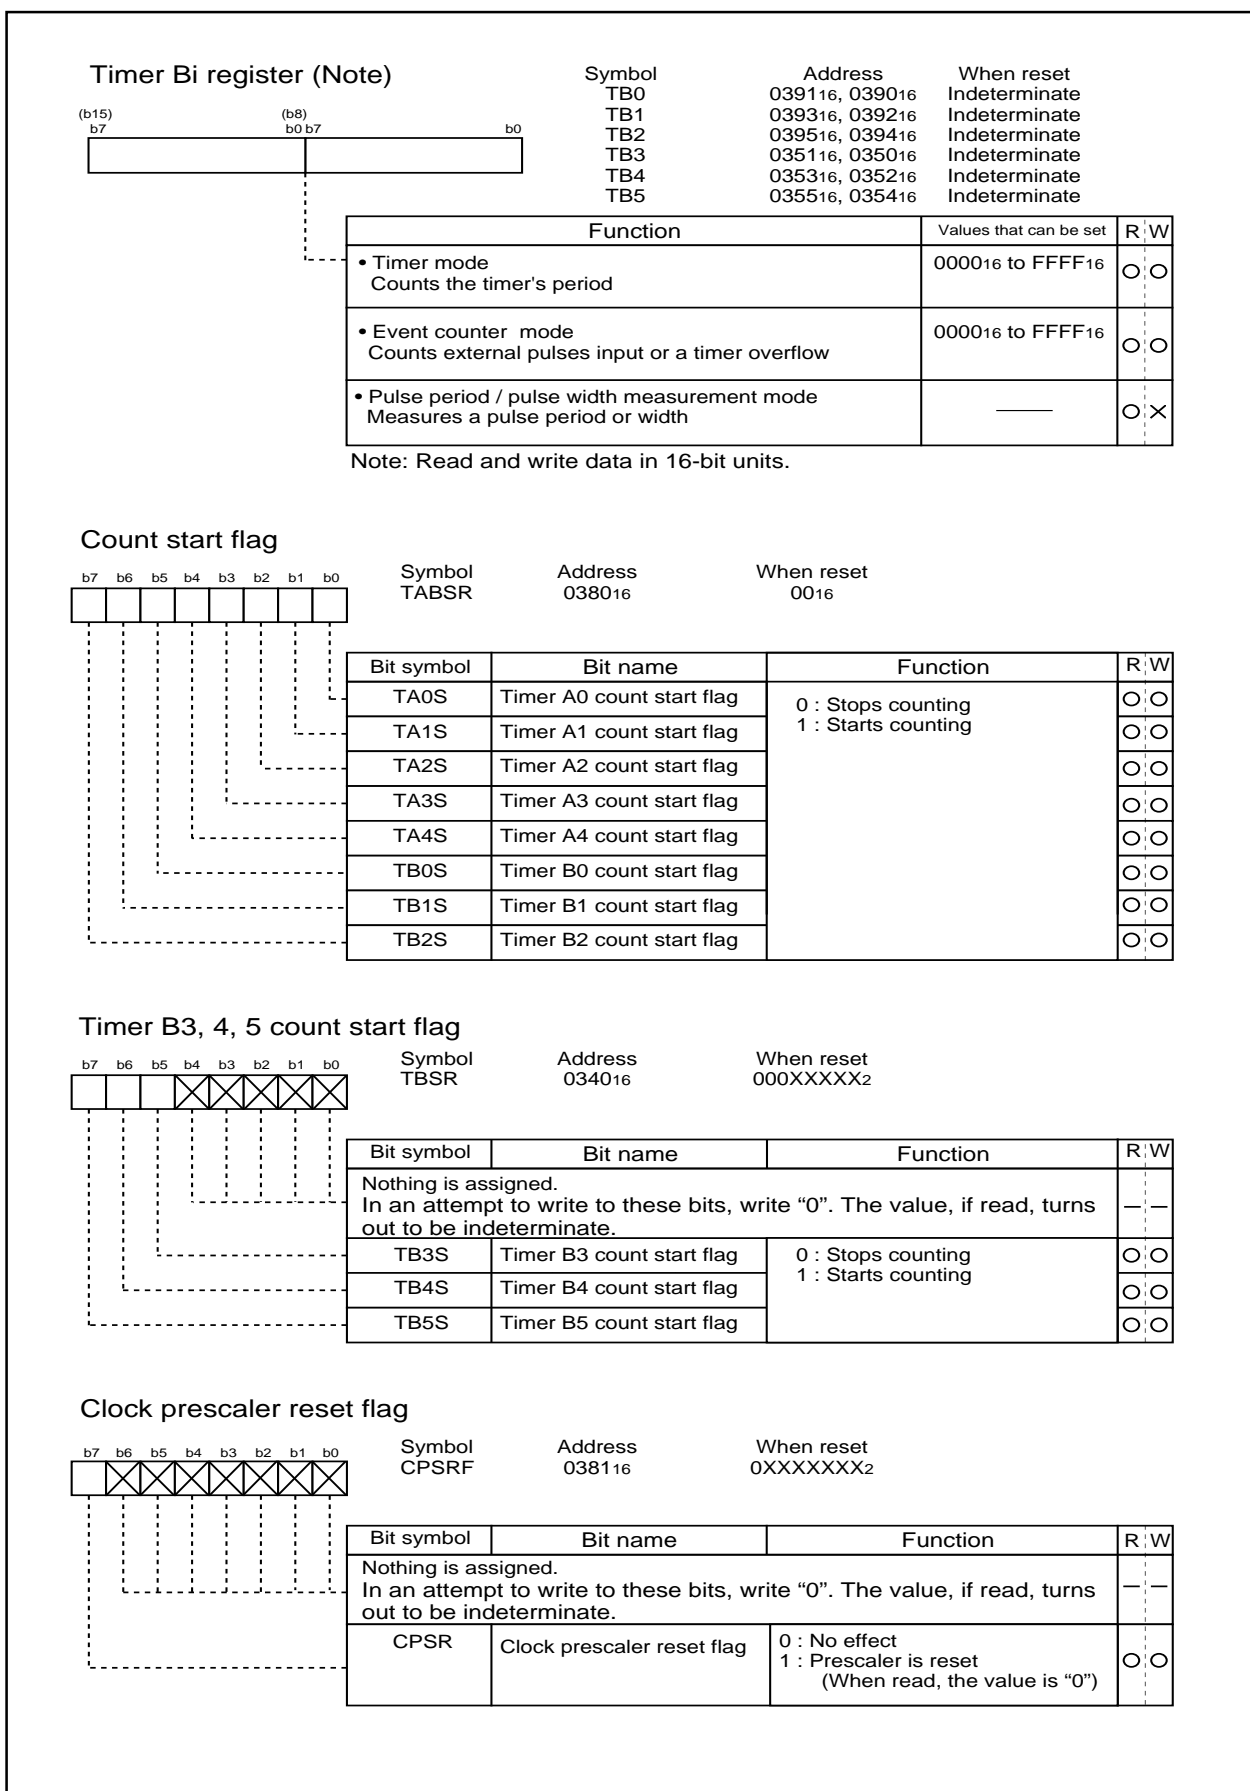 Timer Bi register (Note)
Symbol Address When reset
TB0 039116, 039016 Indeterminate
TB1 039316, 039216 Indeterminate
TB2 039516, 039416 Indeterminate
TB3 035116, 035016 Indeterminate
TB4 035316, 035216 Indeterminate
TB5 035516, 035416 Indeterminate
(b15) (b8)
b7 b0 b7 b0
Function Values that can be set R W
• Timer mode 000016 to FFFF16 O O
Counts the timer's period
• Event counter mode 000016 to FFFF16 O O
Counts external pulses input or a timer overflow
• Pulse period / pulse width measurement mode — O X
Measures a pulse period or width
Note: Read and write data in 16-bit units.
Count start flag
b7 b6 b5 b4 b3 b2 b1 b0
Symbol Address When reset
TABSR 038016 0016
Bit symbol Bit name Function R W
TA0S Timer A0 count start flag 0 : Stops counting O O
1 : Starts counting
TA1S Timer A1 count start flag O O
TA2S Timer A2 count start flag O O
TA3S Timer A3 count start flag O O
TA4S Timer A4 count start flag O O
TB0S Timer B0 count start flag O O
TB1S Timer B1 count start flag O O
TB2S Timer B2 count start flag O O
Timer B3, 4, 5 count start flag
b7 b6 b5 b4 b3 b2 b1 b0
Symbol Address When reset
TBSR 034016 000XXXXX2
Bit symbol Bit name Function R W
Nothing is assigned.
In an attempt to write to these bits, write “0”. The value, if read, turns — —
out to be indeterminate.
TB3S Timer B3 count start flag 0 : Stops counting O O
1 : Starts counting
TB4S Timer B4 count start flag O O
TB5S Timer B5 count start flag O O
Clock prescaler reset flag
b7 b6 b5 b4 b3 b2 b1 b0
Symbol Address When reset
CPSRF 038116 0XXXXXXX2
Bit symbol Bit name Function R W
Nothing is assigned.
In an attempt to write to these bits, write “0”. The value, if read, turns — —
out to be indeterminate.
CPSR Clock prescaler reset flag 0 : No effect O O
1 : Prescaler is reset
(When read, the value is “0”)